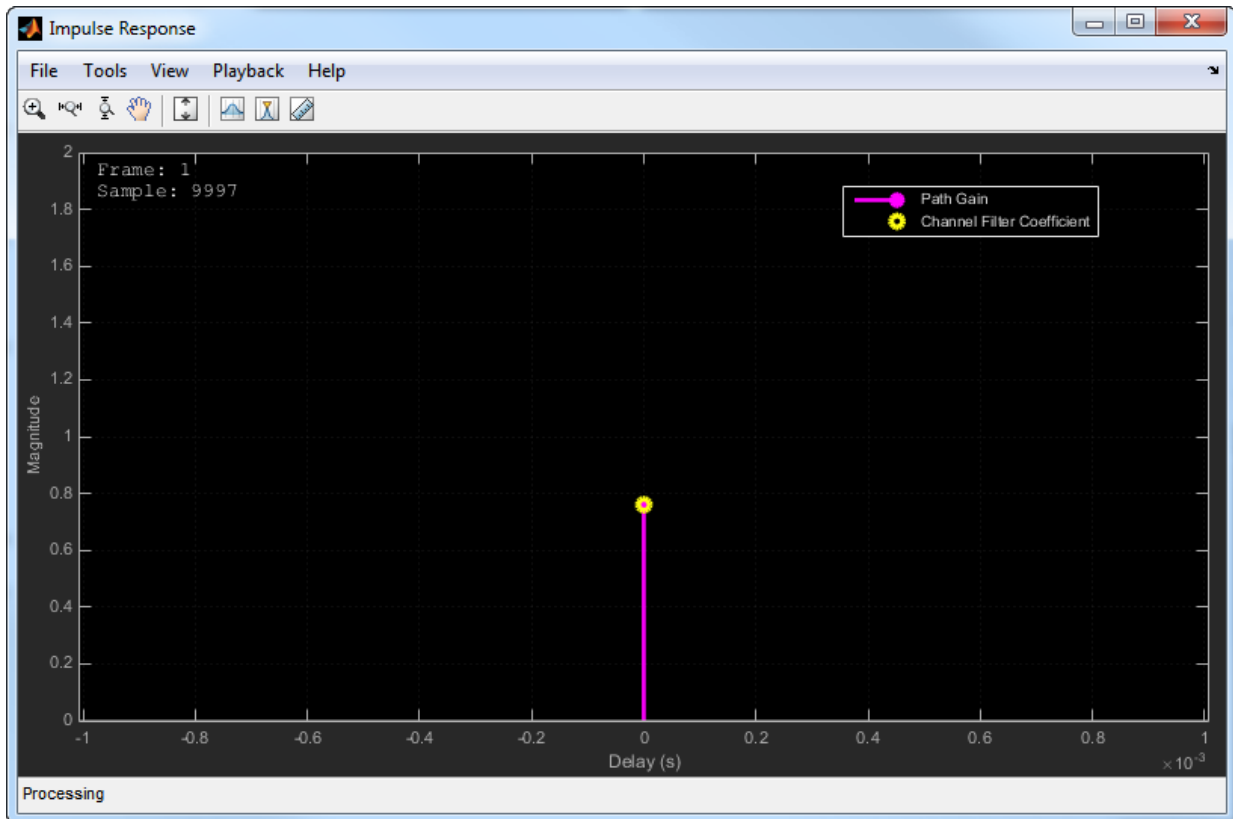 Impulse Response
File Tools View Playback Help
Frame: 1
Sample: 9997
Path Gain
Channel Filter Coefficient
2
1.8
1.6
1.4
1.2
1
0.8
0.6
0.4
0.2
0
Magnitude
-1 -0.8 -0.6 -0.4 -0.2 0 0.2 0.4 0.6 0.8 1
Delay (s)
×10⁻³
Processing